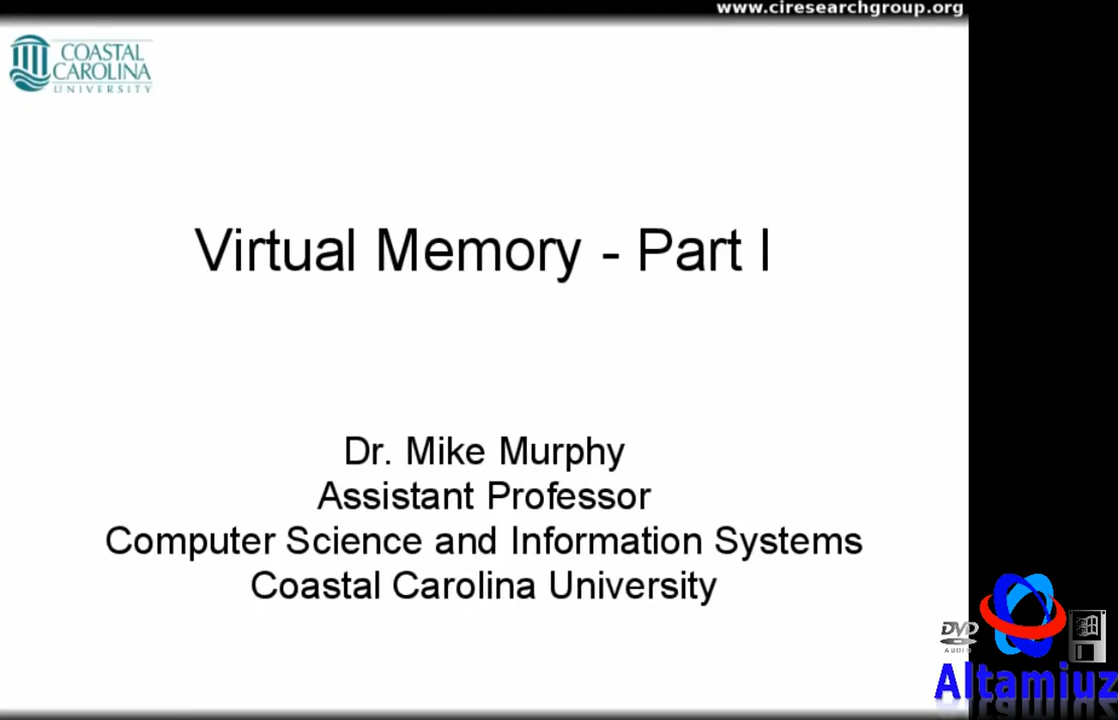 www.ciresearchgroup.org
COASTAL
CAROLINA
UNIVERSITY
Virtual Memory - Part I
Dr. Mike Murphy
Assistant Professor
Computer Science and Information Systems
Coastal Carolina University
DVD
AUDIO
Altamiuz